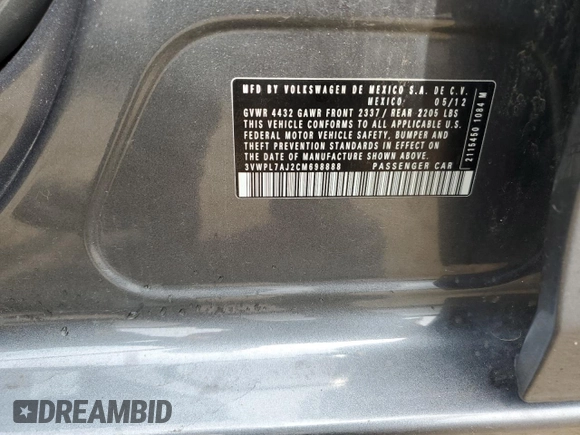 MFD BY VOLKSWAGEN DE MEXICO S.A. DE C.V.
MEXICO· 05/12
GVWR 4432 GAWR FRONT 2337/ REAR 2205 LBS
THIS VEHICLE CONFORMS TO ALL APPLICABLE U.S.
FEDERAL MOTOR VEHICLE SAFETY, BUMPER AND
THEFT PREVENTION STANDARDS IN EFFECT ON
THE DATE OF MANUFACTURE SHOWN ABOVE.
3VWPL7AJ2CM698888 PASSENGER CAR
2115450 1084 M
DREAMBID